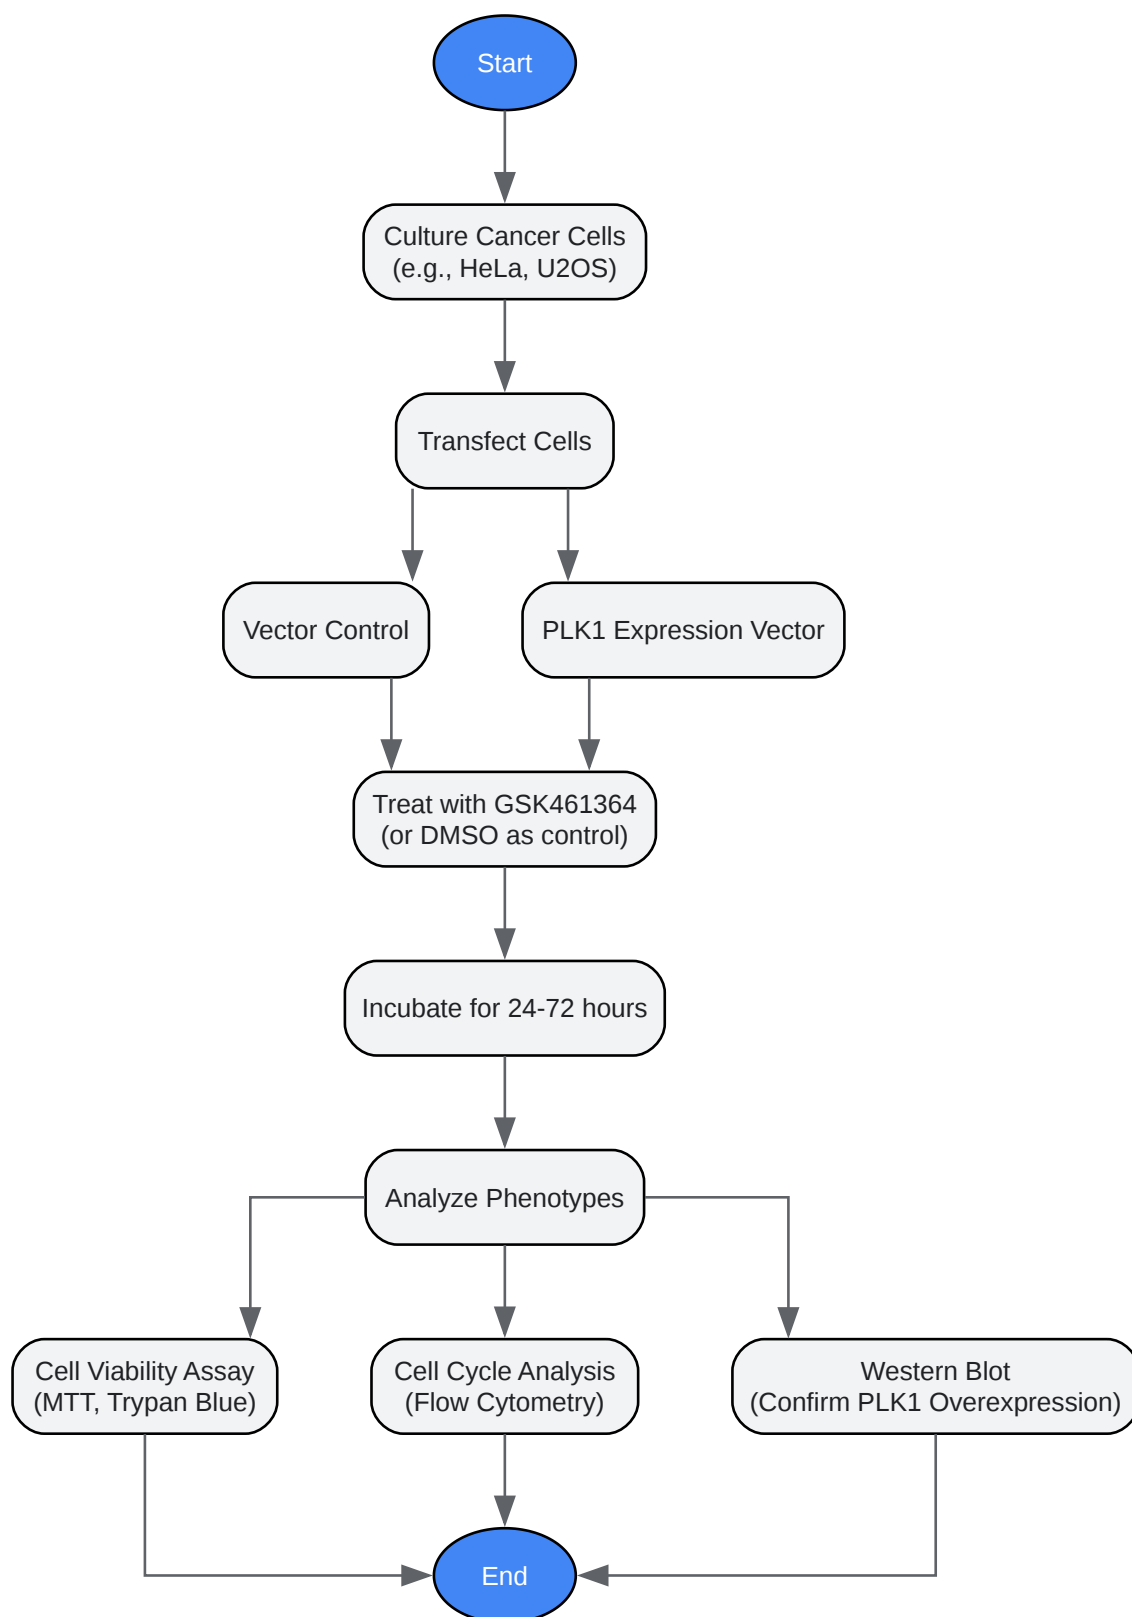 Start
Culture Cancer Cells
(e.g., HeLa, U2OS)
Transfect Cells
Vector Control
PLK1 Expression Vector
Treat with GSK461364
(or DMSO as control)
Incubate for 24-72 hours
Analyze Phenotypes
Cell Viability Assay
(MTT, Trypan Blue)
Cell Cycle Analysis
(Flow Cytometry)
Western Blot
(Confirm PLK1 Overexpression)
End